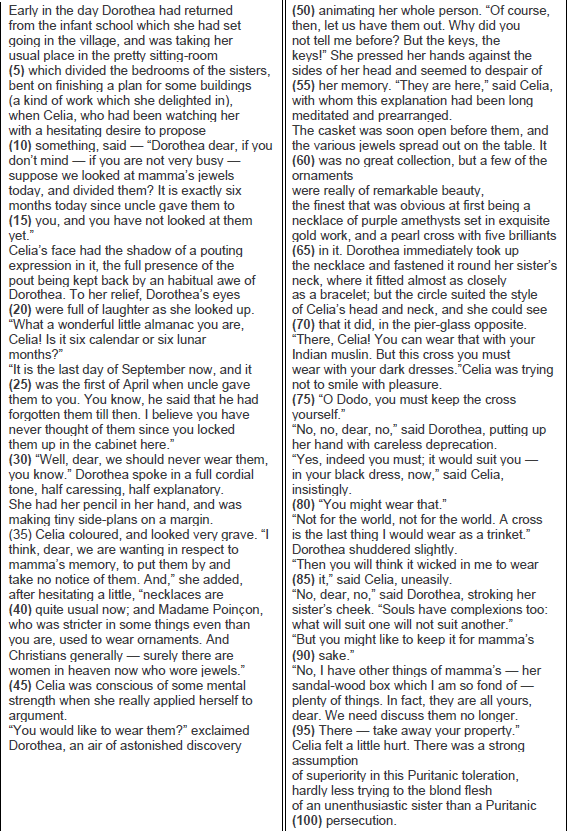 Early in the day Dorothea had returned
from the infant school which she had set
going in the village, and was taking her
usual place in the pretty sitting-room
(5) which divided the bedrooms of the sisters,
bent on finishing a plan for some buildings
(a kind of work which she delighted in),
when Celia, who had been watching her
with a hesitating desire to propose
(10) something, said — “Dorothea dear, if you
don’t mind — if you are not very busy —
suppose we looked at mamma’s jewels
today, and divided them? It is exactly six
months today since uncle gave them to
(15) you, and you have not looked at them
yet.”
Celia’s face had the shadow of a pouting
expression in it, the full presence of the
pout being kept back by an habitual awe of
Dorothea. To her relief, Dorothea’s eyes
(20) were full of laughter as she looked up.
“What a wonderful little almanac you are,
Celia! Is it six calendar or six lunar
months?”
“It is the last day of September now, and it
(25) was the first of April when uncle gave
them to you. You know, he said that he had
forgotten them till then. I believe you have
never thought of them since you locked
them up in the cabinet here.”
(30) “Well, dear, we should never wear them,
you know.” Dorothea spoke in a full cordial
tone, half caressing, half explanatory.
She had her pencil in her hand, and was
making tiny side-plans on a margin.
(35) Celia coloured, and looked very grave. “I
think, dear, we are wanting in respect to
mamma’s memory, to put them by and
take no notice of them. And,” she added,
after hesitating a little, “necklaces are
(40) quite usual now; and Madame Poinçon,
who was stricter in some things even than
you are, used to wear ornaments. And
Christians generally — surely there are
women in heaven now who wore jewels.”
(45) Celia was conscious of some mental
strength when she really applied herself to
argument.
“You would like to wear them?” exclaimed
Dorothea, an air of astonished discovery
(50) animating her whole person. “Of course,
then, let us have them out. Why did you
not tell me before? But the keys, the
keys!” She pressed her hands against the
sides of her head and seemed to despair of
(55) her memory. “They are here,” said Celia,
with whom this explanation had been long
meditated and prearranged.
The casket was soon open before them, and
the various jewels spread out on the table. It
(60) was no great collection, but a few of the
ornaments
were really of remarkable beauty,
the finest that was obvious at first being a
necklace of purple amethysts set in exquisite
gold work, and a pearl cross with five brilliants
(65) in it. Dorothea immediately took up
the necklace and fastened it round her sister’s
neck, where it fitted almost as closely
as a bracelet; but the circle suited the style
of Celia’s head and neck, and she could see
(70) that it did, in the pier-glass opposite.
“There, Celia! You can wear that with your
Indian muslin. But this cross you must
wear with your dark dresses.”Celia was trying
not to smile with pleasure.
(75) “O Dodo, you must keep the cross
yourself.”
“No, no, dear, no,” said Dorothea, putting up
her hand with careless deprecation.
“Yes, indeed you must; it would suit you —
in your black dress, now,” said Celia,
insistingly.
(80) “You might wear that.”
“Not for the world, not for the world. A cross
is the last thing I would wear as a trinket.”
Dorothea shuddered slightly.
“Then you will think it wicked in me to wear
(85) it,” said Celia, uneasily.
“No, dear, no,” said Dorothea, stroking her
sister’s cheek. “Souls have complexions too:
what will suit one will not suit another.”
“But you might like to keep it for mamma’s
(90) sake.”
“No, I have other things of mamma’s — her
sandal-wood box which I am so fond of —
plenty of things. In fact, they are all yours,
dear. We need discuss them no longer.
(95) There — take away your property.”
Celia felt a little hurt. There was a strong
assumption
of superiority in this Puritanic toleration,
hardly less trying to the blond flesh
of an unenthusiastic sister than a Puritanic
(100) persecution.